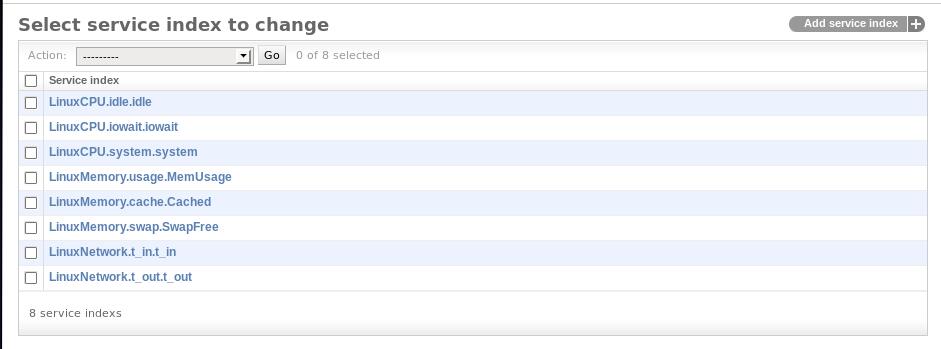 Select service index to change
Add service index +
Action: --------- Go 0 of 8 selected
Service index
LinuxCPU.idle.idle
LinuxCPU.iowait.iowait
LinuxCPU.system.system
LinuxMemory.usage.MemUsage
LinuxMemory.cache.Cached
LinuxMemory.swap.SwapFree
LinuxNetwork.t_in.t_in
LinuxNetwork.t_out.t_out
8 service indexs